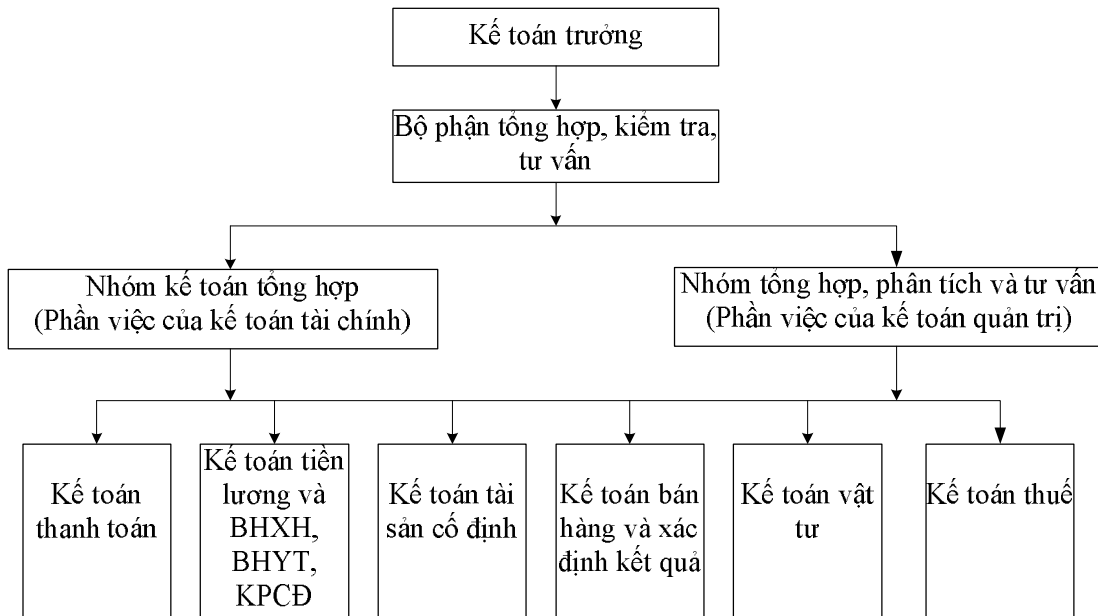 Kế toán trưởng
Bộ phận tổng hợp, kiểm tra,
tư vấn
Nhóm kế toán tổng hợp
(Phần việc của kế toán tài chính)
Nhóm tổng hợp, phân tích và tư vấn
(Phần việc của kế toán quản trị)
Kế toán
thanh toán
Kế toán tiền
lương và
BHXH,
BHYT,
KPCĐ
Kế toán tài
sản cố định
Kế toán bán
hàng và xác
định kết quả
Kế toán vật
tư
Kế toán thuế